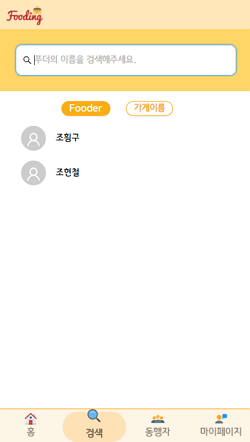 Fooding
푸더의 이름을 검색해주세요.
Fooder 가게이름
조힁구
조현철
홈 검색 동행자 마이페이지